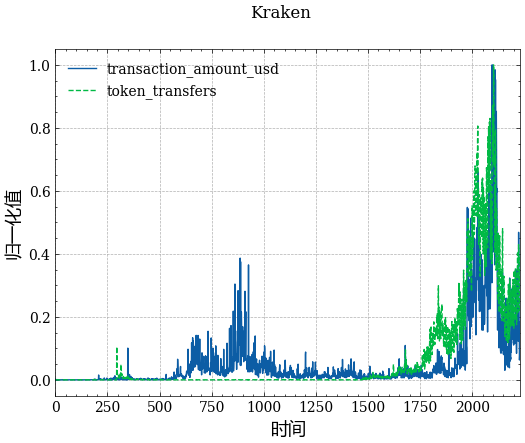 Kraken
transaction_amount_usd
token_transfers
归一化值
1.0
0.8
0.6
0.4
0.2
0.0
0 250 500 750 1000 1250 1500 1750 2000
时间